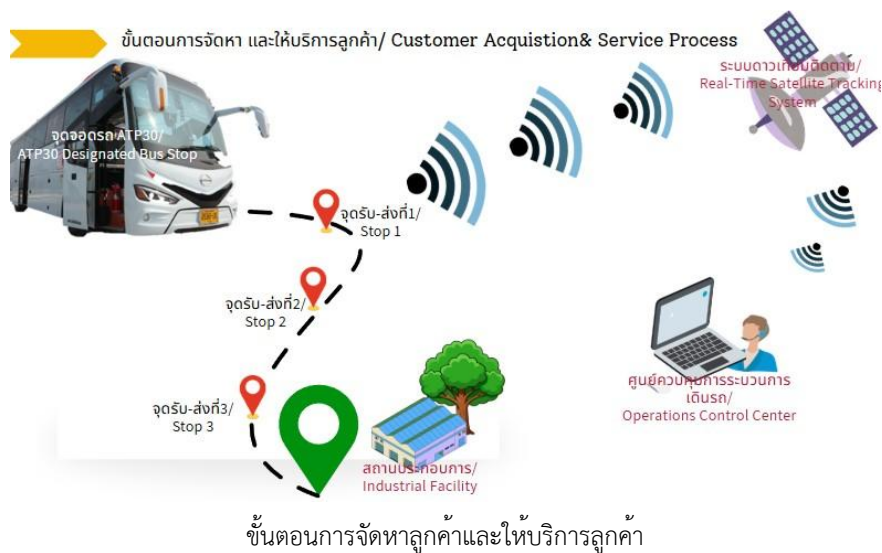 ขั้นตอนการจัดหา และให้บริการลูกค้า/ Customer Acquistion& Service Process
ระบบดาวเทียมติดตาม/
Real-Time Satellite Tracking
System
จุดจอดรถ ATP30/
ATP30 Designated Bus Stop
จุดรับ-ส่งที่1/
Stop 1
จุดรับ-ส่งที่2/
Stop 2
จุดรับ-ส่งที่3/
Stop 3
ศูนย์ควบคุมการระบวนการ
เดินรถ/
Operations Control Center
สถานประกอบการ/
Industrial Facility
ขั้นตอนการจัดหาลูกค้าและให้บริการลูกค้า